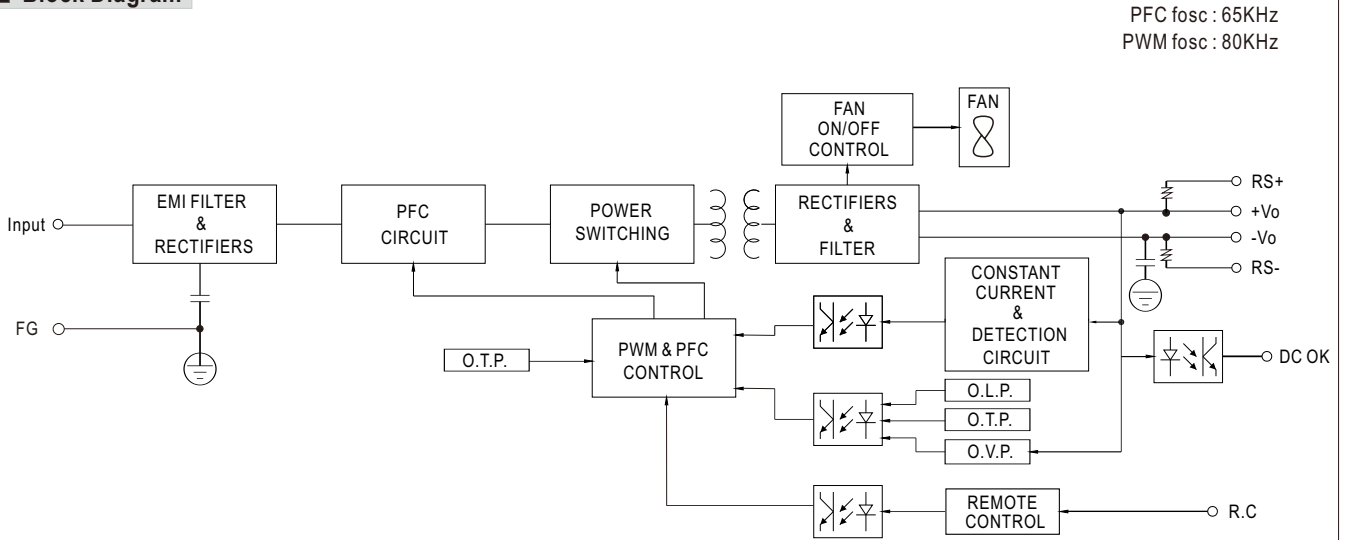 Block Diagram
PFC fosc : 65KHz
PWM fosc : 80KHz
FAN
ON/OFF
CONTROL
FAN
Input
EMI FILTER
&
RECTIFIERS
PFC
CIRCUIT
POWER
SWITCHING
RECTIFIERS
&
FILTER
RS+
+Vo
-Vo
RS-
FG
O.T.P.
PWM & PFC
CONTROL
CONSTANT
CURRENT
&
DETECTION
CIRCUIT
DC OK
O.L.P.
O.T.P.
O.V.P.
REMOTE
CONTROL
R.C